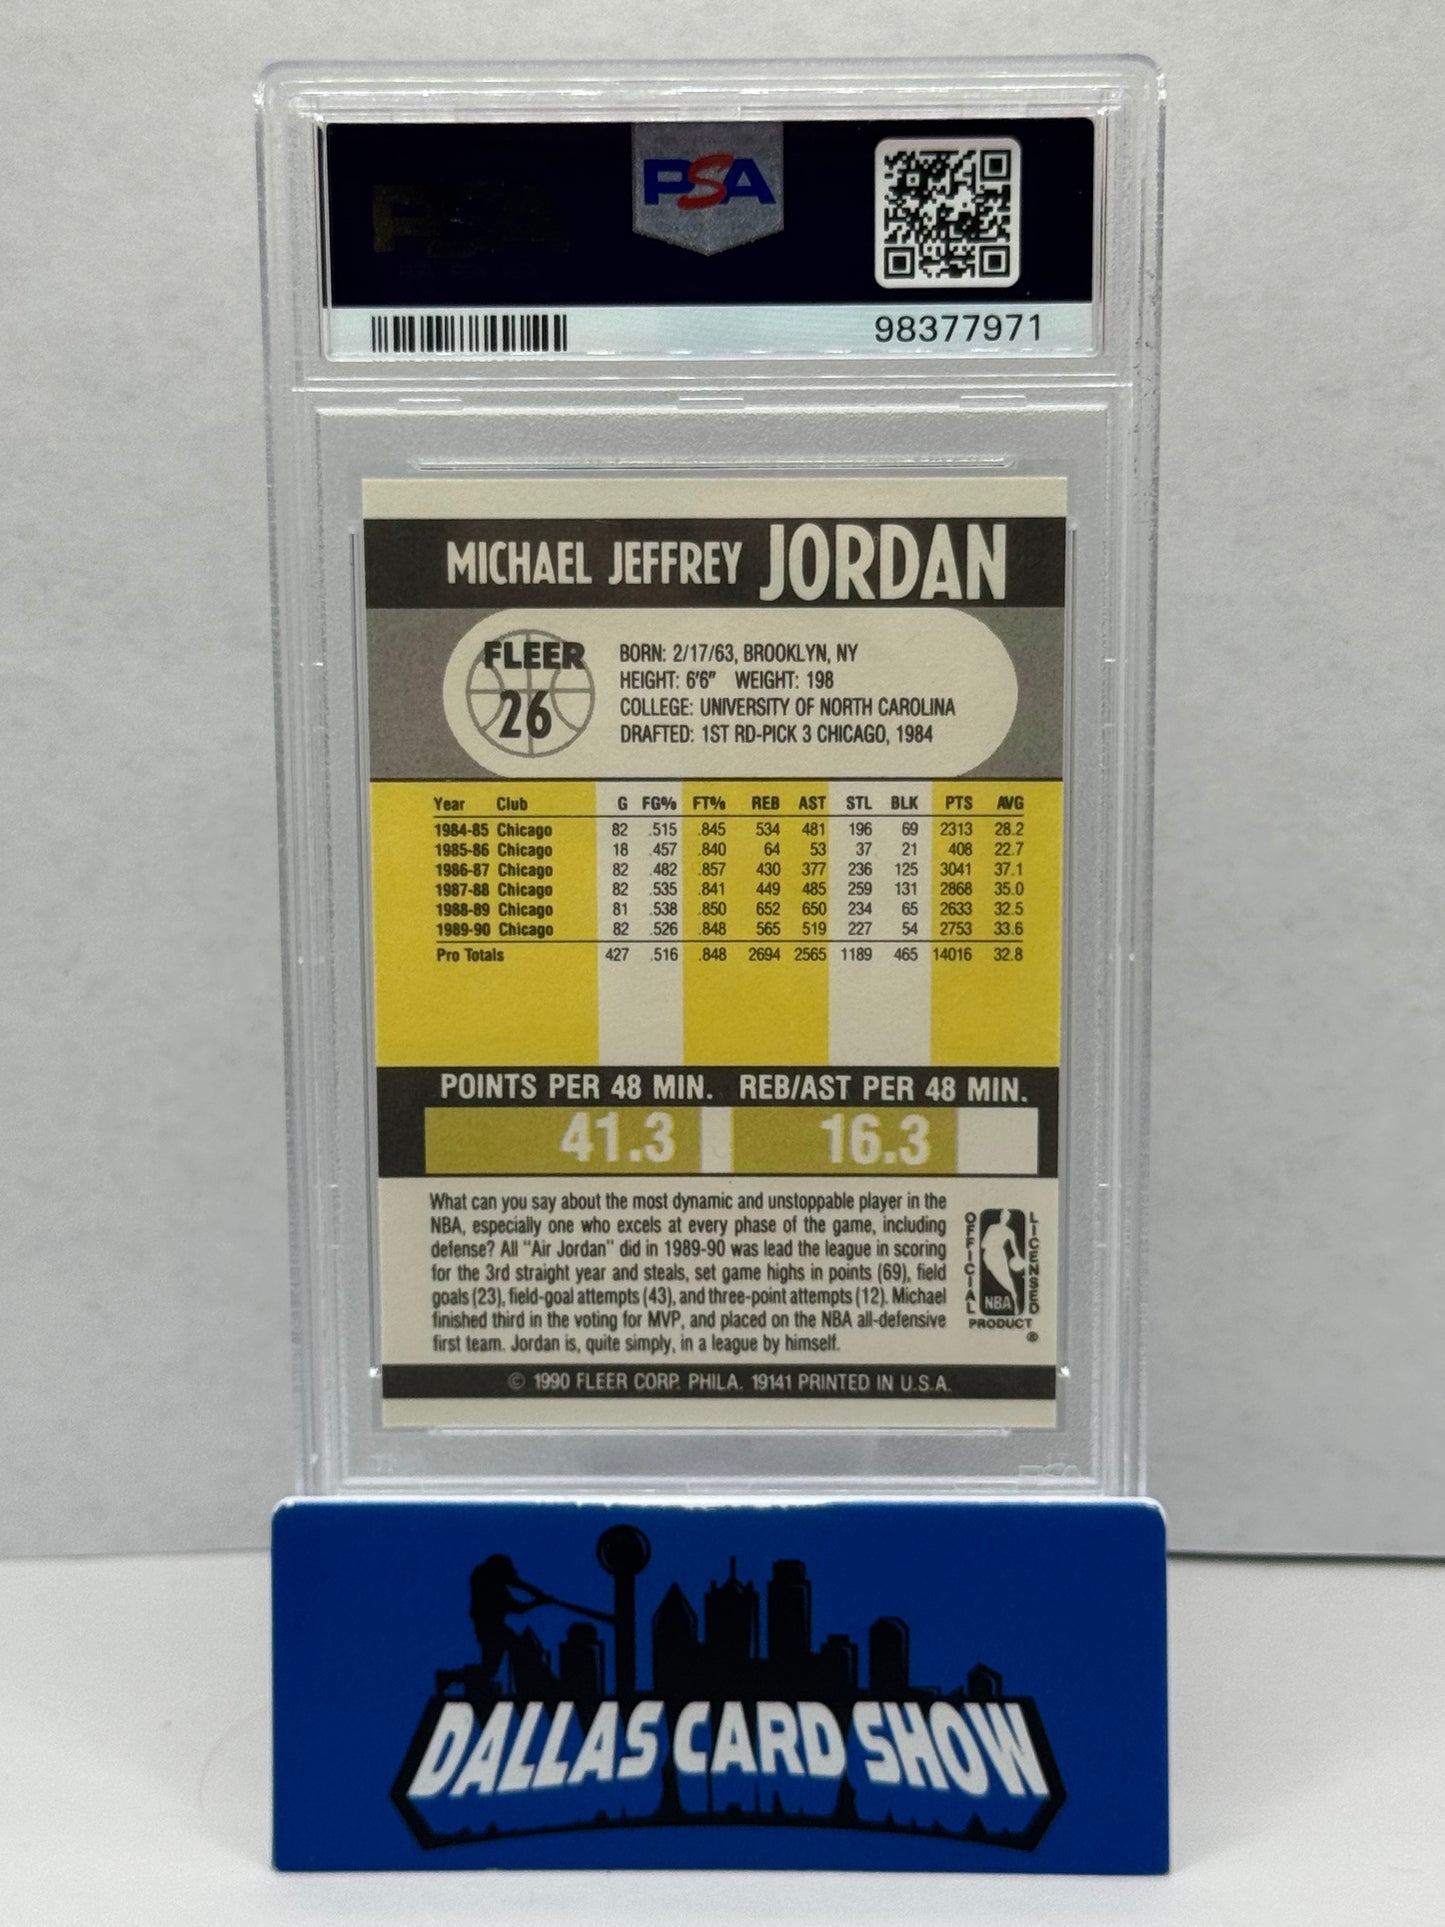 PSA
98377971
MICHAEL JEFFREY JORDAN
FLEER
26
BORN: 2/17/63, BROOKLYN, NY
HEIGHT: 6'6" WEIGHT: 198
COLLEGE: UNIVERSITY OF NORTH CAROLINA
DRAFTED: 1ST RD-PICK 3 CHICAGO, 1984
Year Club G FG% FT% REB AST STL BLK PTS AVG
1984-85 Chicago 82 .515 .845 534 481 196 69 2313 28.2
1985-86 Chicago 18 .457 .840 64 53 37 21 408 22.7
1986-87 Chicago 82 .482 .857 430 377 236 125 3041 37.1
1987-88 Chicago 82 .535 .841 449 485 259 131 2868 35.0
1988-89 Chicago 81 .538 .850 652 650 234 65 2633 32.5
1989-90 Chicago 82 .526 .848 565 519 227 54 2753 33.6
Pro Totals 427 .516 .848 2694 2565 1189 465 14016 32.8
POINTS PER 48 MIN. REB/AST PER 48 MIN.
41.3 16.3
What can you say about the most dynamic and unstoppable player in the
NBA, especially one who excels at every phase of the game, including
defense? All "Air Jordan" did in 1989-90 was lead the league in scoring
for the 3rd straight year and steals, set game highs in points (69), field
goals (23), field-goal attempts (43), and three-point attempts (12). Michael
finished third in the voting for MVP, and placed on the NBA all-defensive
first team. Jordan is, quite simply, in a league by himself.
OFFICIAL
LICENSED
NBA
PRODUCT
®
© 1990 FLEER CORP. PHILA. 19141 PRINTED IN U.S.A.
PSA
DALLAS CARD SHOW